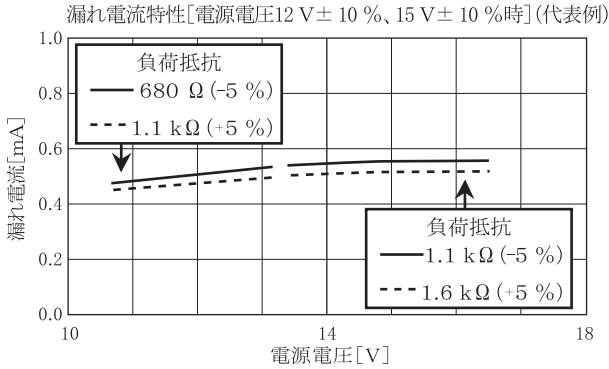 漏れ電流特性[電源電圧12 V± 10 %、15 V± 10 %時](代表例)
1.0
0.8
0.6
0.4
0.2
0.0
漏れ電流[mA]
負荷抵抗
680 Ω (-5 %)
1.1 kΩ (+5 %)
負荷抵抗
1.1 kΩ (-5 %)
1.6 kΩ (+5 %)
10
14
18
電源電圧[V]